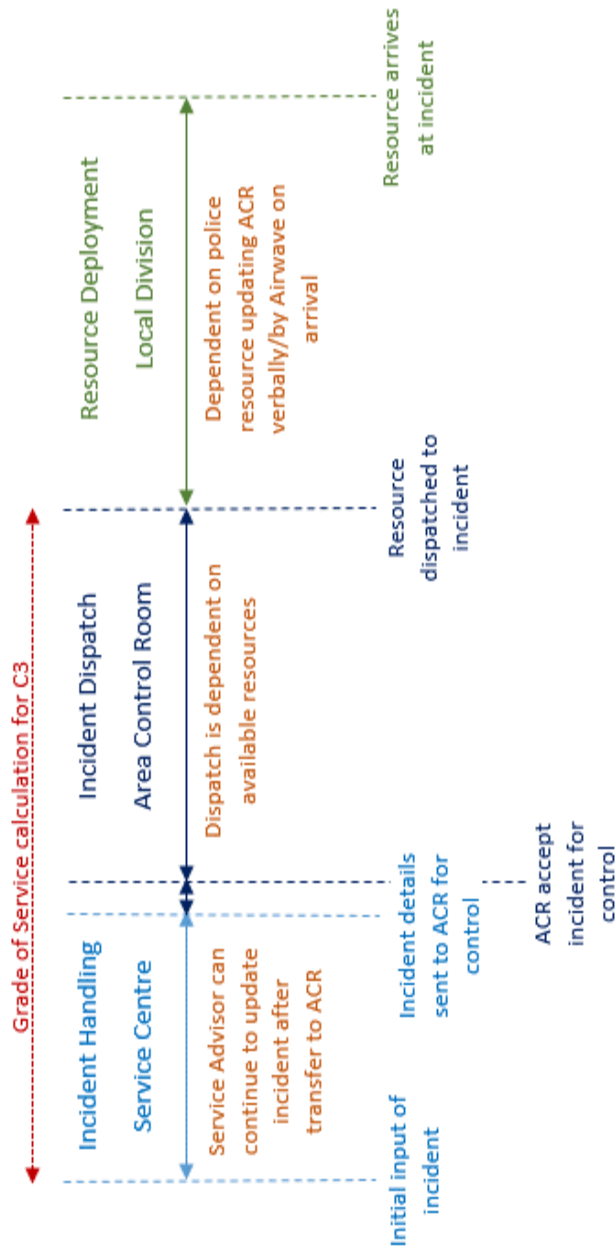 Grade of Service calculation for C3
Incident Handling
Service Centre
Service Advisor can
continue to update
incident after
transfer to ACR
Incident Dispatch
Area Control Room
Dispatch is dependent on
available resources
Resource Deployment
Local Division
Dependent on police
resource updating ACR
verbally/by Airwave on
arrival
Initial input of
incident
Incident details
sent to ACR for
control
ACR accept
incident for
control
Resource
dispatched to
incident
Resource arrives
at incident